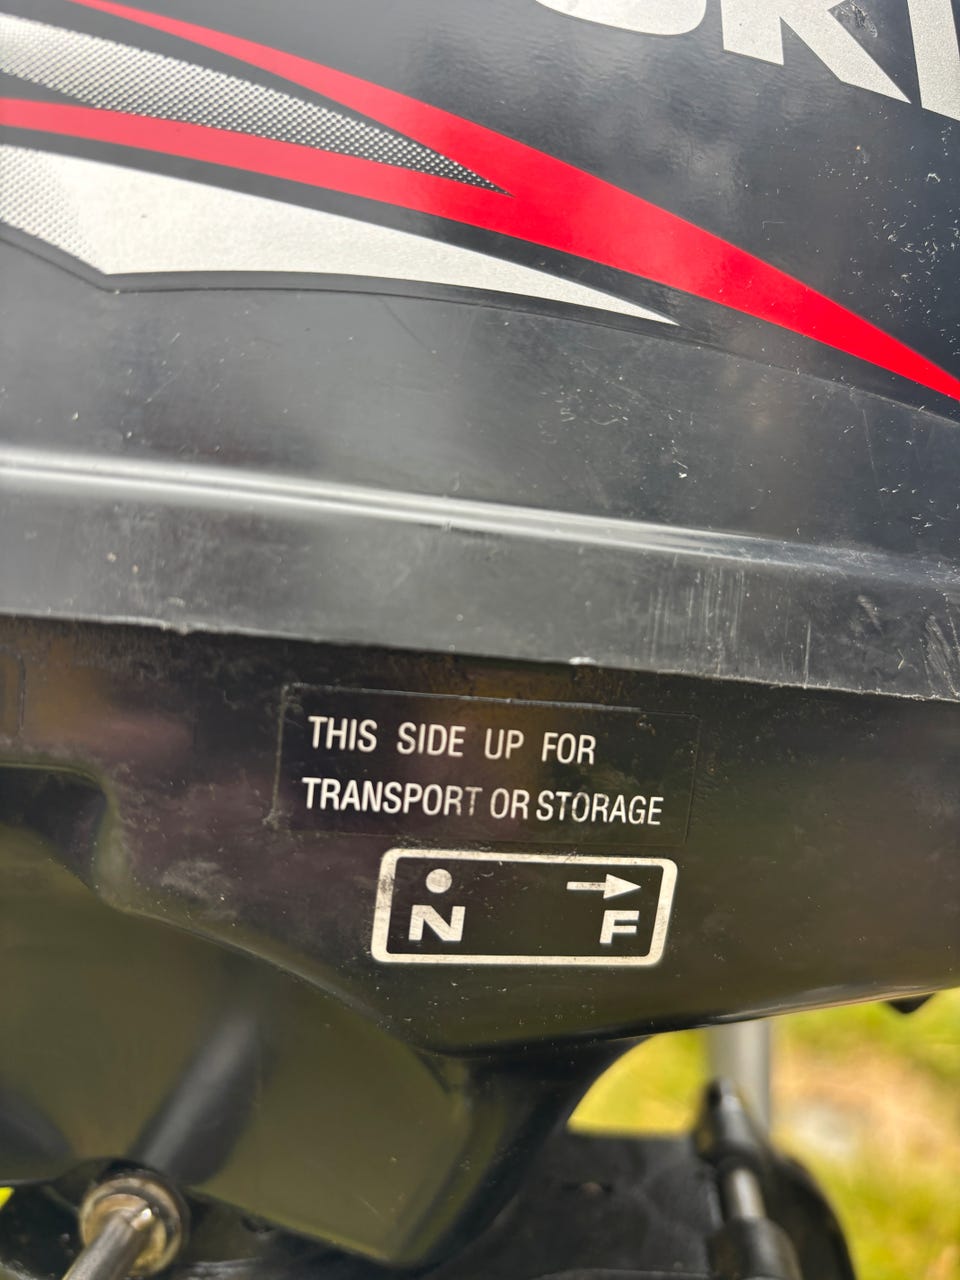 THIS SIDE UP FOR
TRANSPORT OR STORAGE
N F